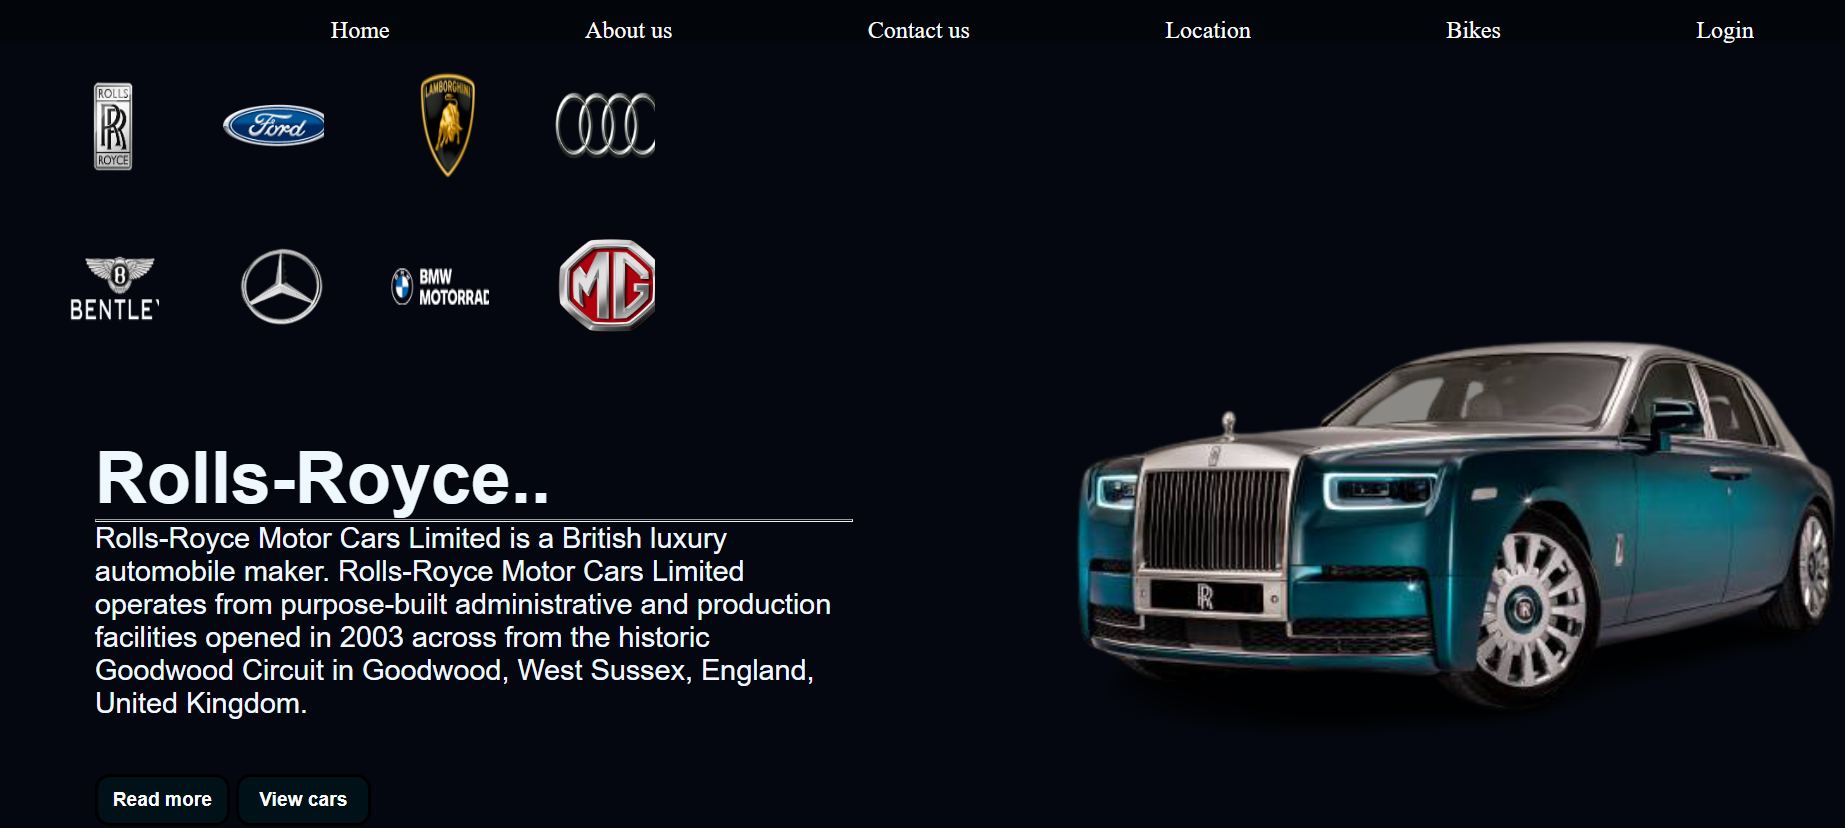 Home About us Contact us Location Bikes Login
ROLLS
RR
ROYCE
Ford
LAMBORGHINI
B
BENTLEY
BMW
MOTORRAD
MG
Rolls-Royce..
Rolls-Royce Motor Cars Limited is a British luxury
automobile maker. Rolls-Royce Motor Cars Limited
operates from purpose-built administrative and production
facilities opened in 2003 across from the historic
Goodwood Circuit in Goodwood, West Sussex, England,
United Kingdom.
RR
Read more View cars